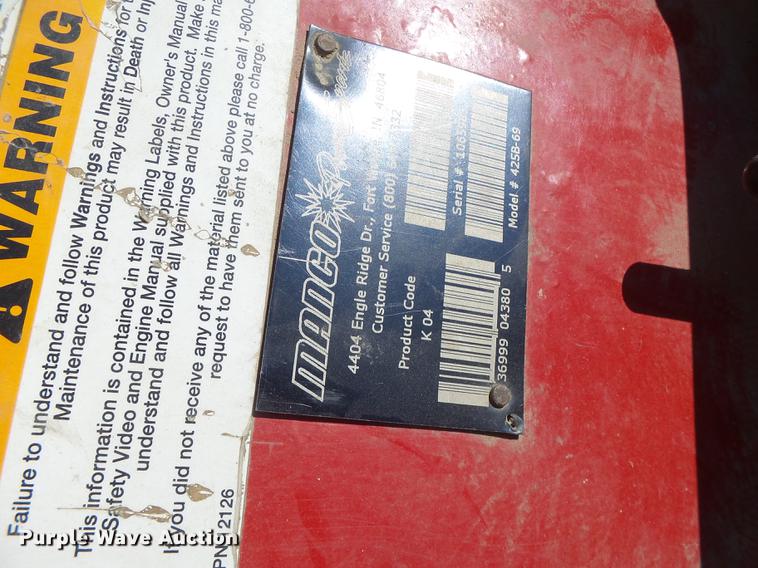 WARNING
Failure to understand and follow Warnings and Instructions for
Maintenance of this product may result in Death or
This information is contained in the Warning Labels, Owner's Manual
Safety Video and Engine Manual supplied with this product. Make
understand and follow all Warnings and Instructions in this
If you did not receive any of the material listed above please call 1-800-6
request to have them sent to you at no charge.
2126
MANCO Power Sports
4404 Engle Ridge Dr., Fort IN 46804
Customer Service (800)
Product Code
K 04
36999 04380 5
Serial #
Model # 425B-69
Purple Wave Auction